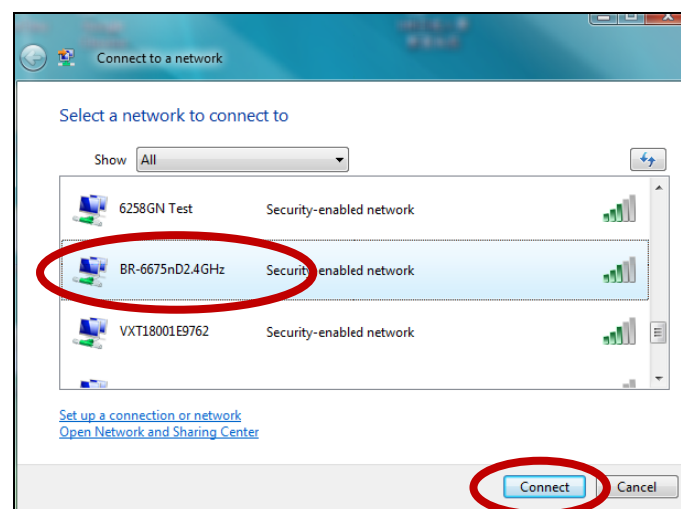 Connect to a network
Select a network to connect to
Show All
6258GN Test Security-enabled network
BR-6675nD2.4GHz Security-enabled network
VXT18001E9762 Security-enabled network
Set up a connection or network
Open Network and Sharing Center
Connect Cancel